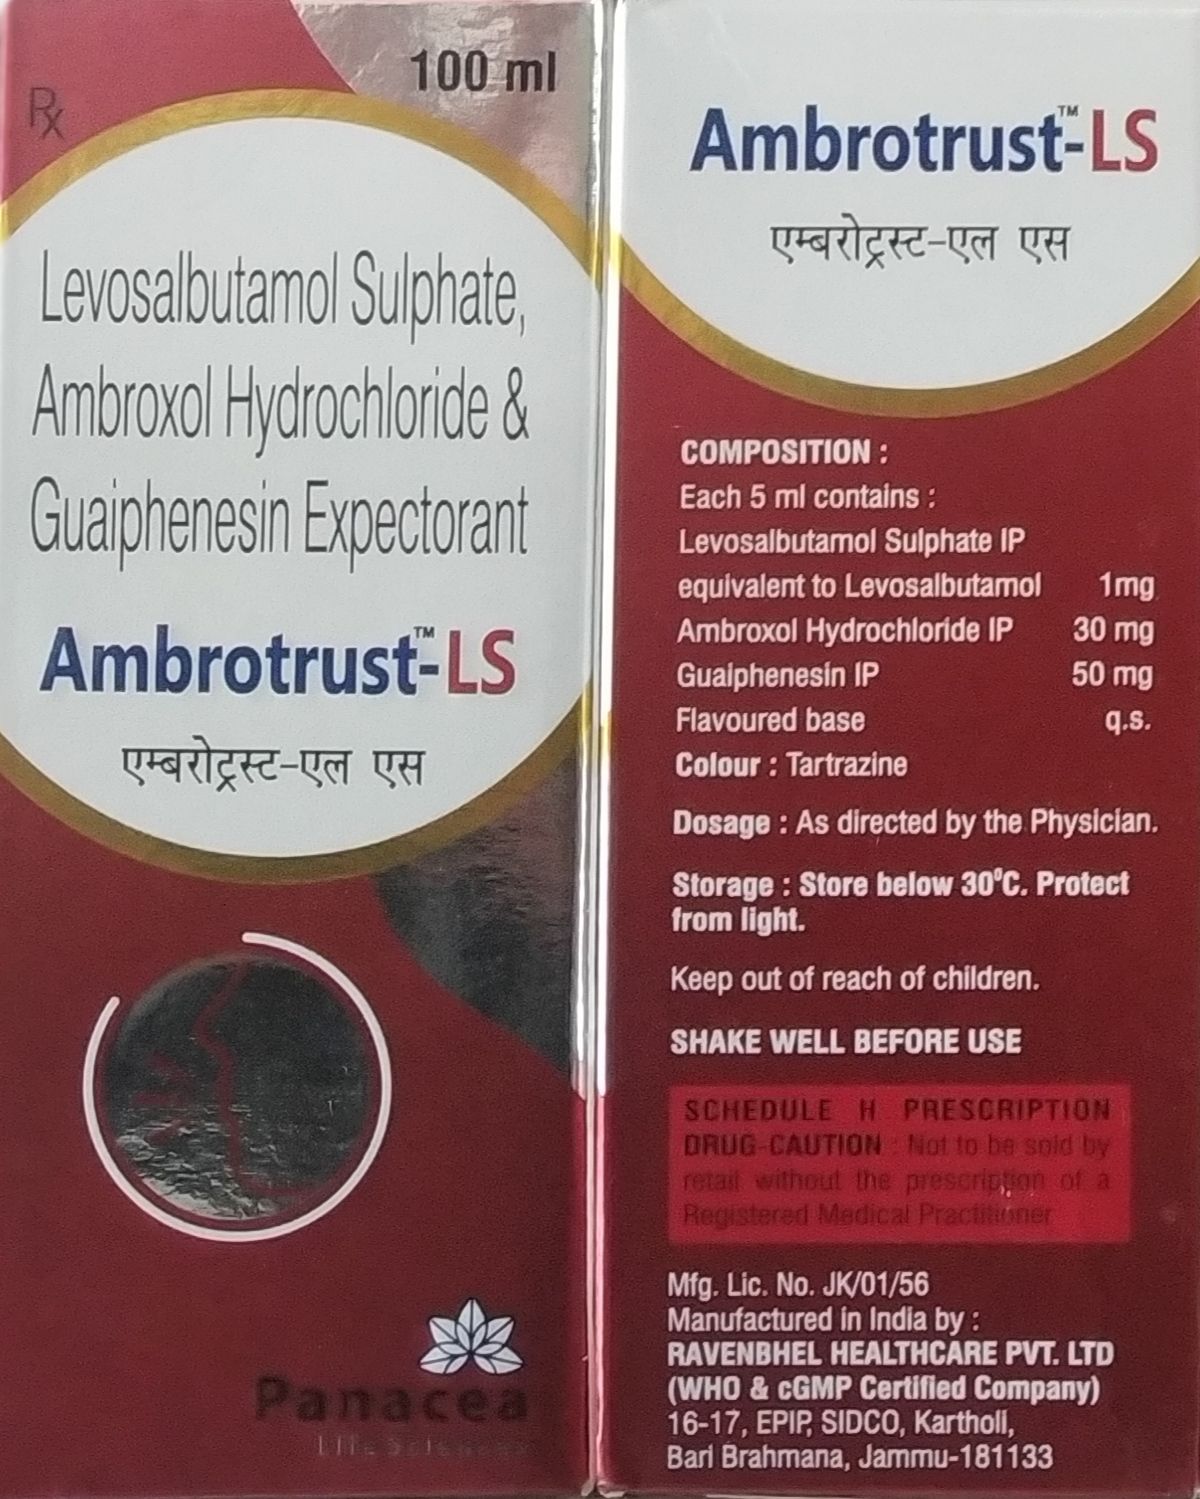 Rx
100 ml
Levosalbutamol Sulphate,
Ambroxol Hydrochloride &
Guaiphenesin Expectorant
Ambrotrust™-LS
एम्बरोट्रस्ट-एल एस
Panacea
Life Sciences
Ambrotrust™-LS
एम्बरोट्रस्ट-एल एस
COMPOSITION :
Each 5 ml contains :
Levosalbutamol Sulphate IP
equivalent to Levosalbutamol 1mg
Ambroxol Hydrochloride IP 30 mg
Guaiphenesin IP 50 mg
Flavoured base q.s.
Colour : Tartrazine
Dosage : As directed by the Physician.
Storage : Store below 30⁰C. Protect
from light.
Keep out of reach of children.
SHAKE WELL BEFORE USE
SCHEDULE H PRESCRIPTION
DRUG-CAUTION : Not to be sold by
retail without the prescription of a
Registered Medical Practitioner
Mfg. Lic. No. JK/01/56
Manufactured in India by :
RAVENBHEL HEALTHCARE PVT. LTD
(WHO & cGMP Certified Company)
16-17, EPIP, SIDCO, Kartholi,
Bari Brahmana, Jammu-181133